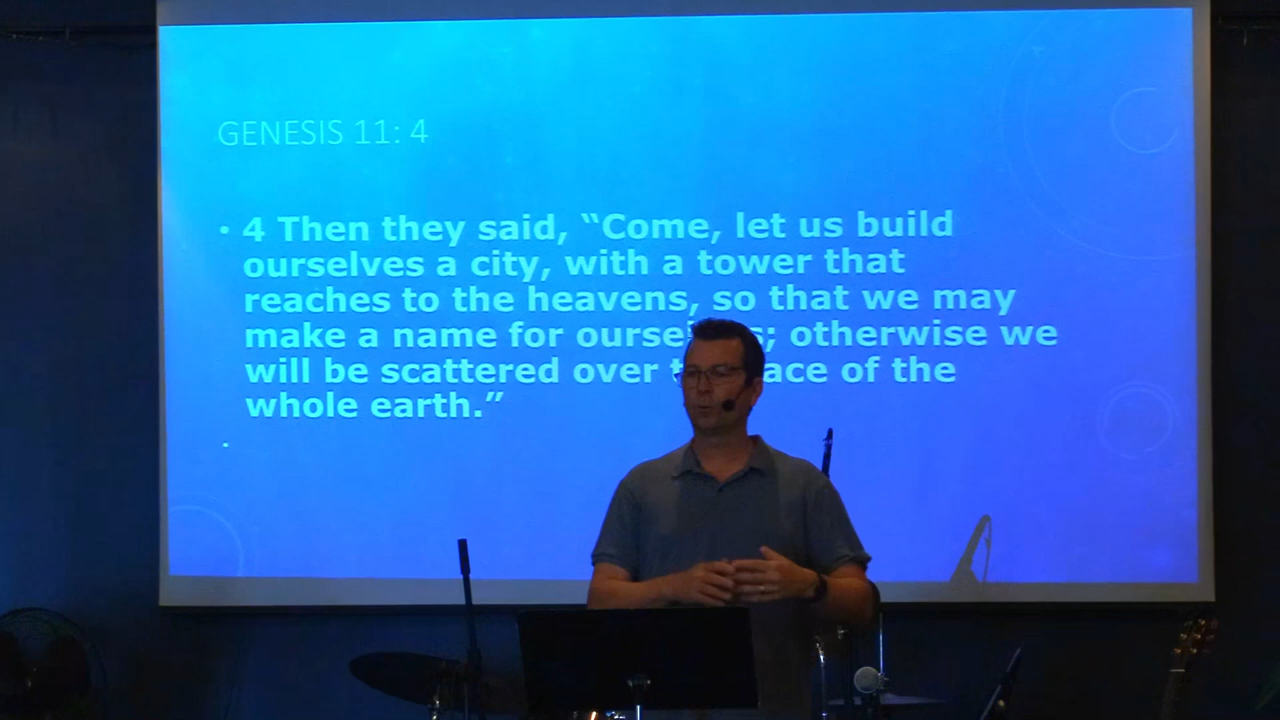 GENESIS 11: 4
• 4 Then they said, “Come, let us build
ourselves a city, with a tower that
reaches to the heavens, so that we may
make a name for; otherwise we
will be scattered over of the
whole earth.”